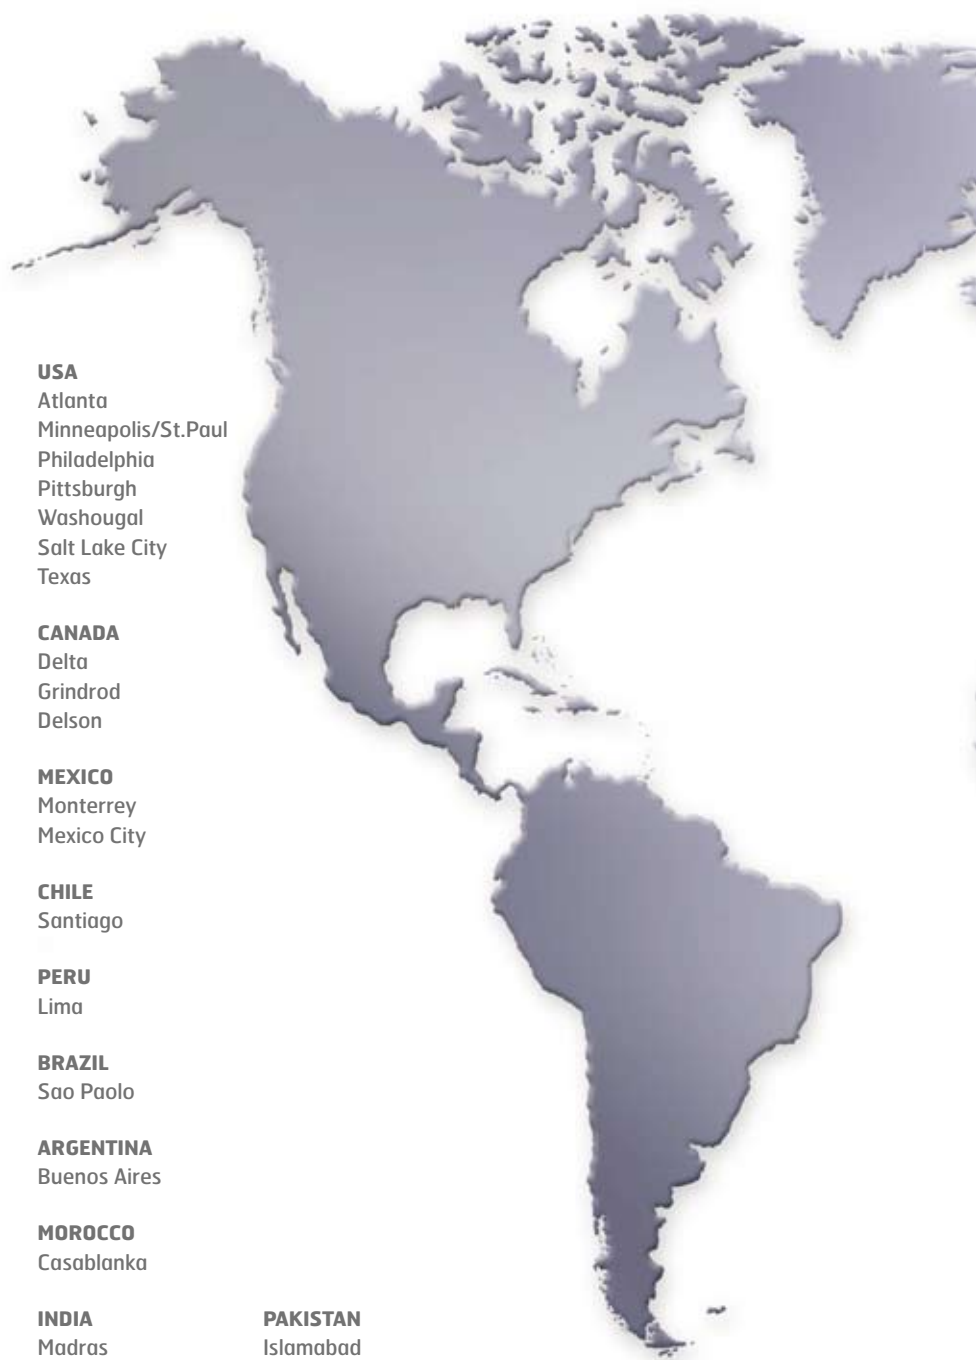 USA
Atlanta
Minneapolis/St.Paul
Philadelphia
Pittsburgh
Washougal
Salt Lake City
Texas
CANADA
Delta
Grindrod
Delson
MEXICO
Monterrey
Mexico City
CHILE
Santiago
PERU
Lima
BRAZIL
Sao Paolo
ARGENTINA
Buenos Aires
MOROCCO
Casablanka
INDIA
Madras
PAKISTAN
Islamabad